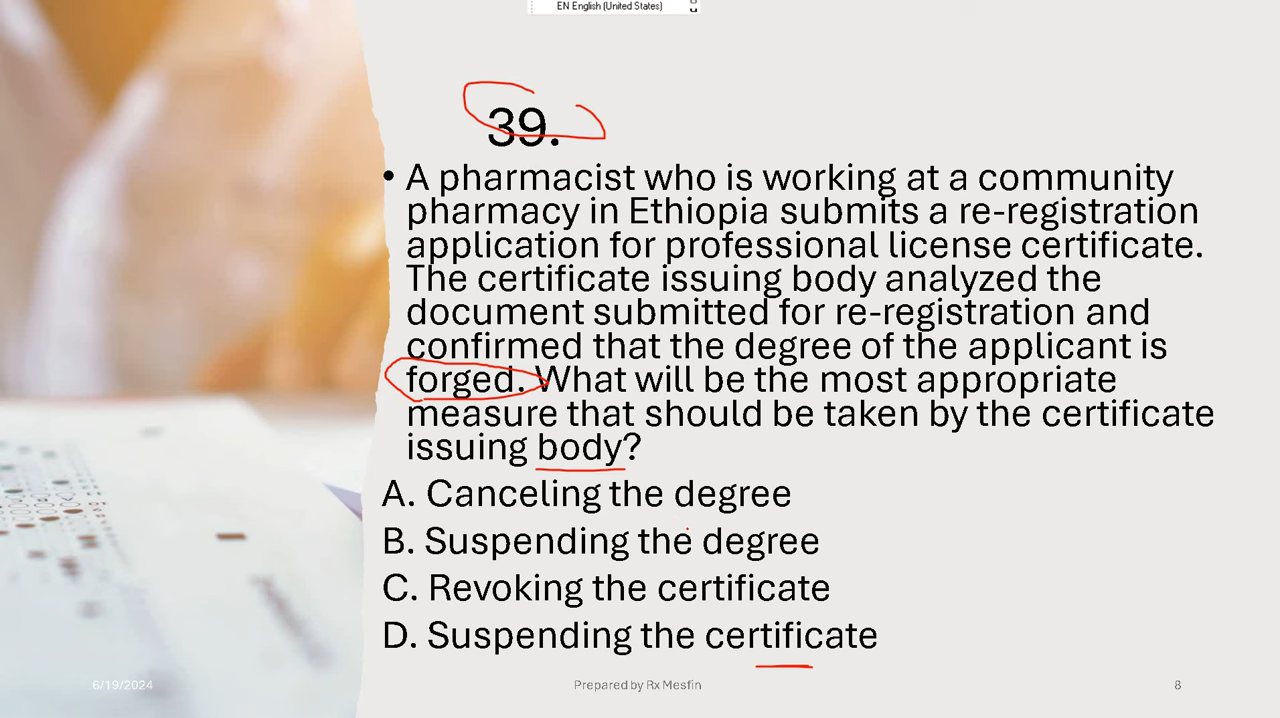 EN English (United States)
39.
• A pharmacist who is working at a community
pharmacy in Ethiopia submits a re-registration
application for professional license certificate.
The certificate issuing body analyzed the
document submitted for re-registration and
confirmed that the degree of the applicant is
forged. What will be the most appropriate
measure that should be taken by the certificate
issuing body?
A. Canceling the degree
B. Suspending the degree
C. Revoking the certificate
D. Suspending the certificate
6/19/2024
Prepared by Rx Mesfin
8